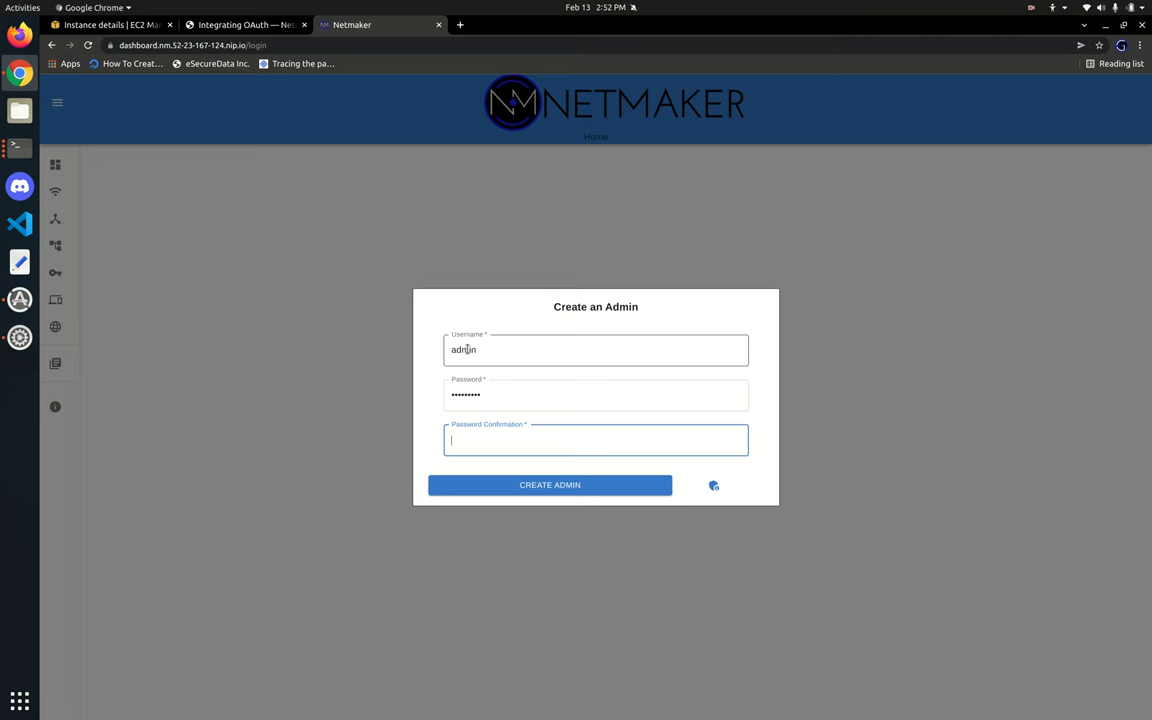 Activities
Google Chrome
Feb 13 2:52 PM
Instance details | EC2 Mar
Integrating OAuth — Net
Netmaker
dashboard.nm.52-23-167-124.nip.io/login
Apps
How To Creat...
eSecureData Inc.
Tracing the pa...
Reading list
NM NETMAKER
Home
Create an Admin
Username *
admin
Password *
•••••••••
Password Confirmation *
CREATE ADMIN